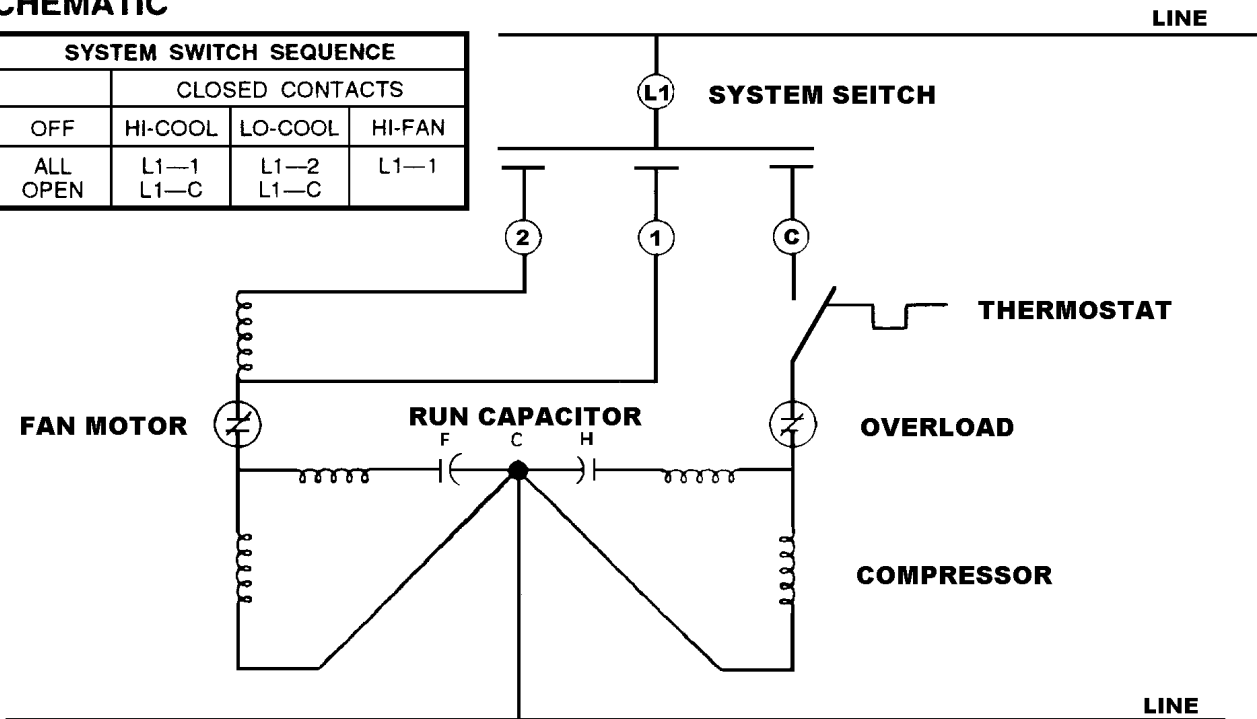 CHEMATIC
LINE
SYSTEM SWITCH SEQUENCE
CLOSED CONTACTS
OFF HI-COOL LO-COOL HI-FAN
ALL OPEN L1—1 L1—C L1—2 L1—C L1—1
L1 SYSTEM SEITCH
2 1 C
THERMOSTAT
FAN MOTOR RUN CAPACITOR OVERLOAD
F C H
COMPRESSOR
LINE